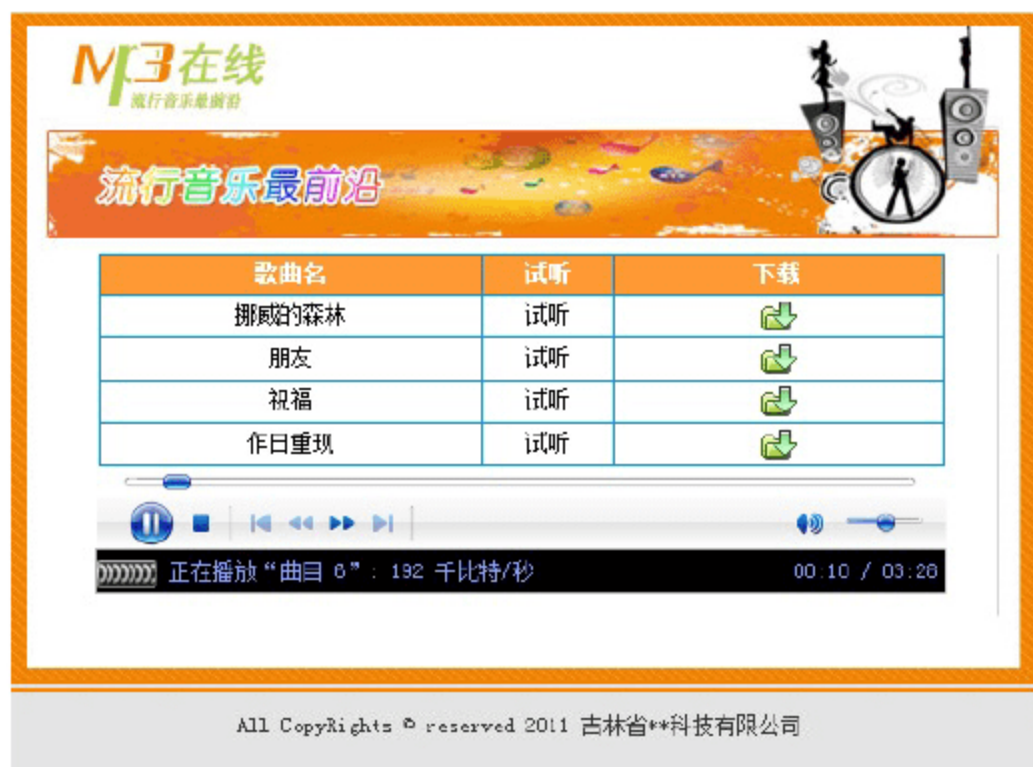 Mp3在线
流行音乐最前沿
流行音乐最前沿
歌曲名 试听 下载
挪威的森林 试听
朋友 试听
祝福 试听
作日重现 试听
正在播放“曲目 6”: 192 千比特/秒 00:10 / 03:28
All CopyRights © reserved 2011 吉林省**科技有限公司